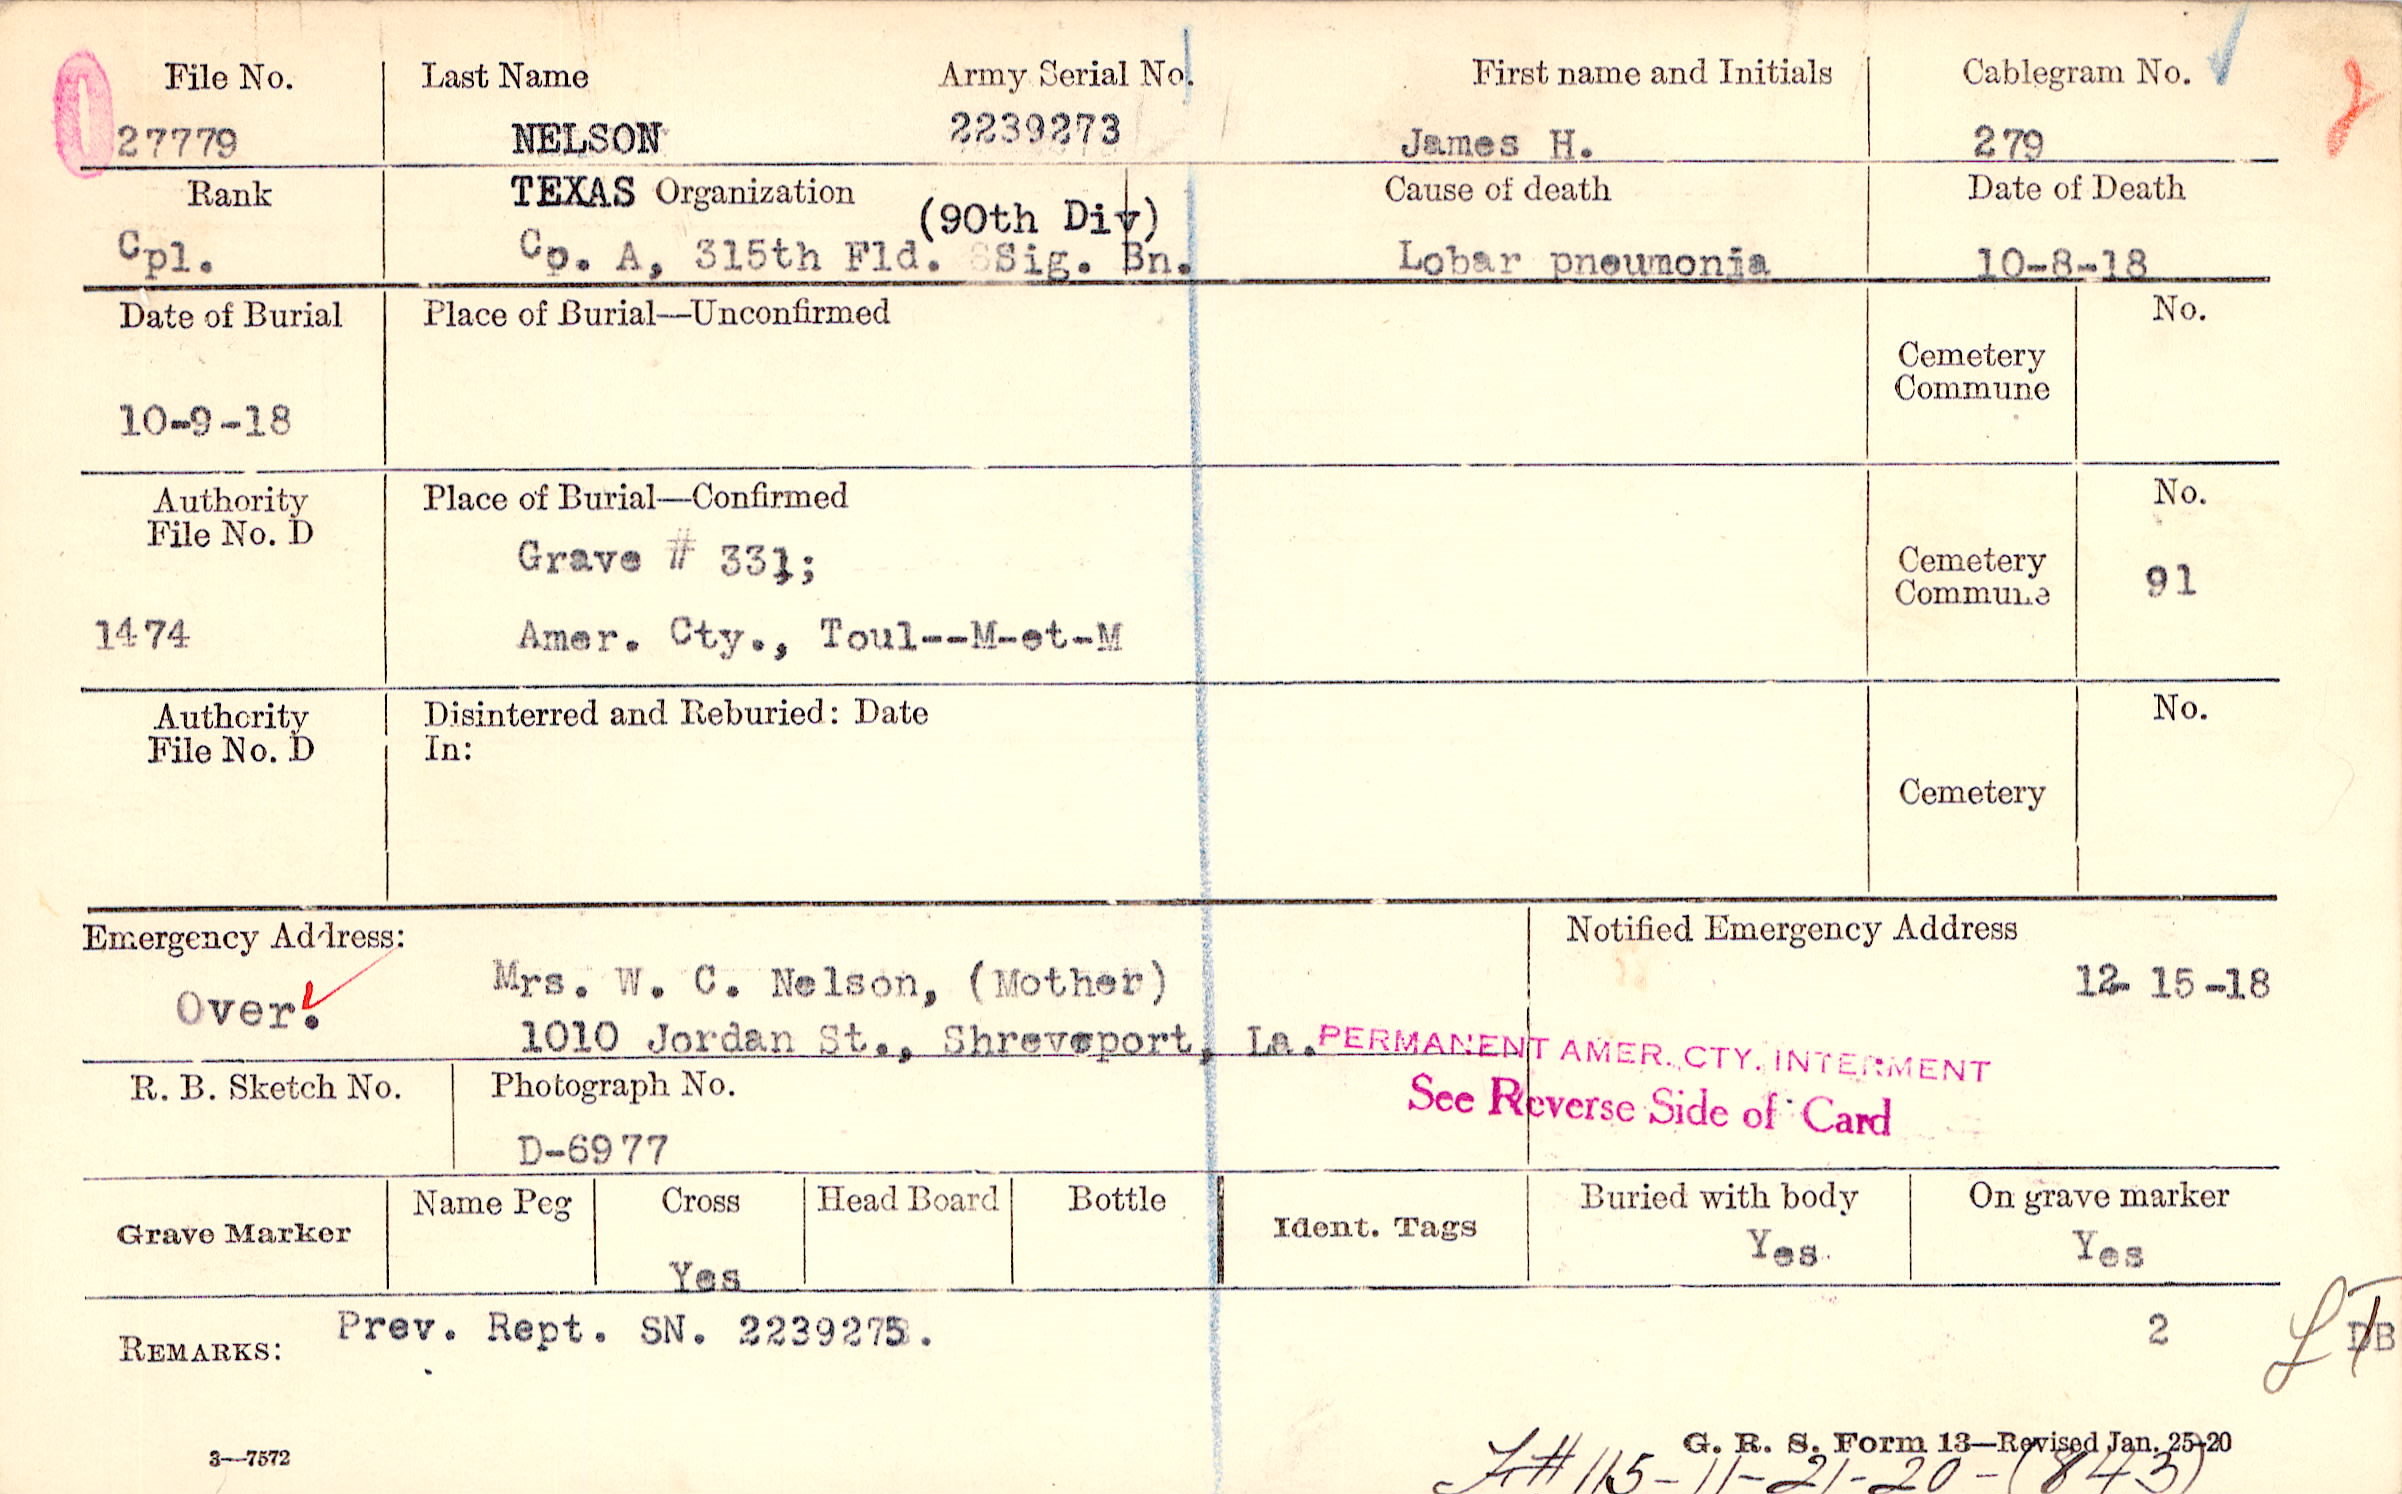 File No. Last Name Army Serial No. First name and Initials Cablegram No.
27779 NELSON 2239273 James H. 279
Rank TEXAS Organization (90th Div) Cause of death Date of Death
Cpl. Co. A, 315th Fld. Sig. Bn. Lobar pneumonia 10-8-18
Date of Burial Place of Burial—Unconfirmed No.
Cemetery
Commune
10-9-18
Authority Place of Burial—Confirmed No.
File No. D
Grave # 331; Cemetery
Commune 91
1474 Amer. Cty., Toul--M-et-M
Authority Disinterred and Reburied: Date No.
File No. D In:
Cemetery
Emergency Address: Notified Emergency Address
Over. Mrs. W. C. Nelson, (Mother) 12-15-18
1010 Jordan St., Shreveport, La.
PERMANENT AMER. CTY. INTERMENT
See Reverse Side of Card
R. B. Sketch No. Photograph No.
D-6977
Grave Marker Name Peg Cross Head Board Bottle Ident. Tags Buried with body On grave marker
Yes Yes Yes
REMARKS: Prev. Rept. SN. 2239275. 2 DB
3—7572
G. R. S. Form 13—Revised Jan. 25-20
#115-11-21-20-(843)